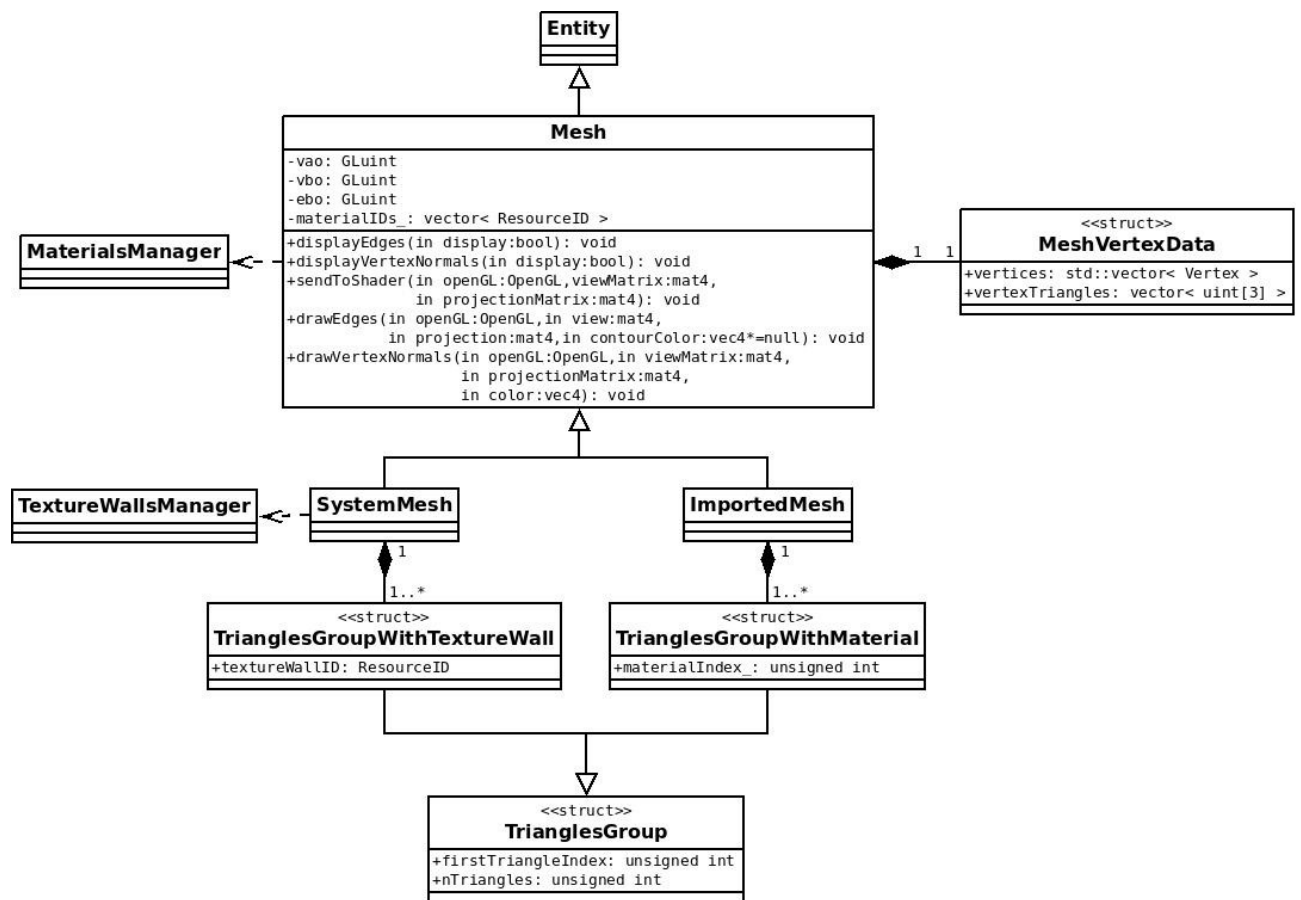 Entity
Mesh
-vao: GLuint
-vbo: GLuint
-ebo: GLuint
-materialIDs_: vector< ResourceID >
+displayEdges(in display:bool): void
+displayVertexNormals(in display:bool): void
+sendToShader(in openGL:OpenGL,viewMatrix:mat4,
in projectionMatrix:mat4): void
+drawEdges(in openGL:OpenGL,in view:mat4,
in projection:mat4,in contourColor:vec4*=null): void
+drawVertexNormals(in openGL:OpenGL,in viewMatrix:mat4,
in projectionMatrix:mat4,
in color:vec4): void
MaterialsManager
1 1
<<struct>>
MeshVertexData
+vertices: std::vector< Vertex >
+vertexTriangles: vector< uint[3] >
TextureWallsManager
SystemMesh
ImportedMesh
1
1
1..*
1..*
<<struct>>
TrianglesGroupWithTextureWall
+textureWallID: ResourceID
<<struct>>
TrianglesGroupWithMaterial
+materialIndex_: unsigned int
<<struct>>
TrianglesGroup
+firstTriangleIndex: unsigned int
+nTriangles: unsigned int